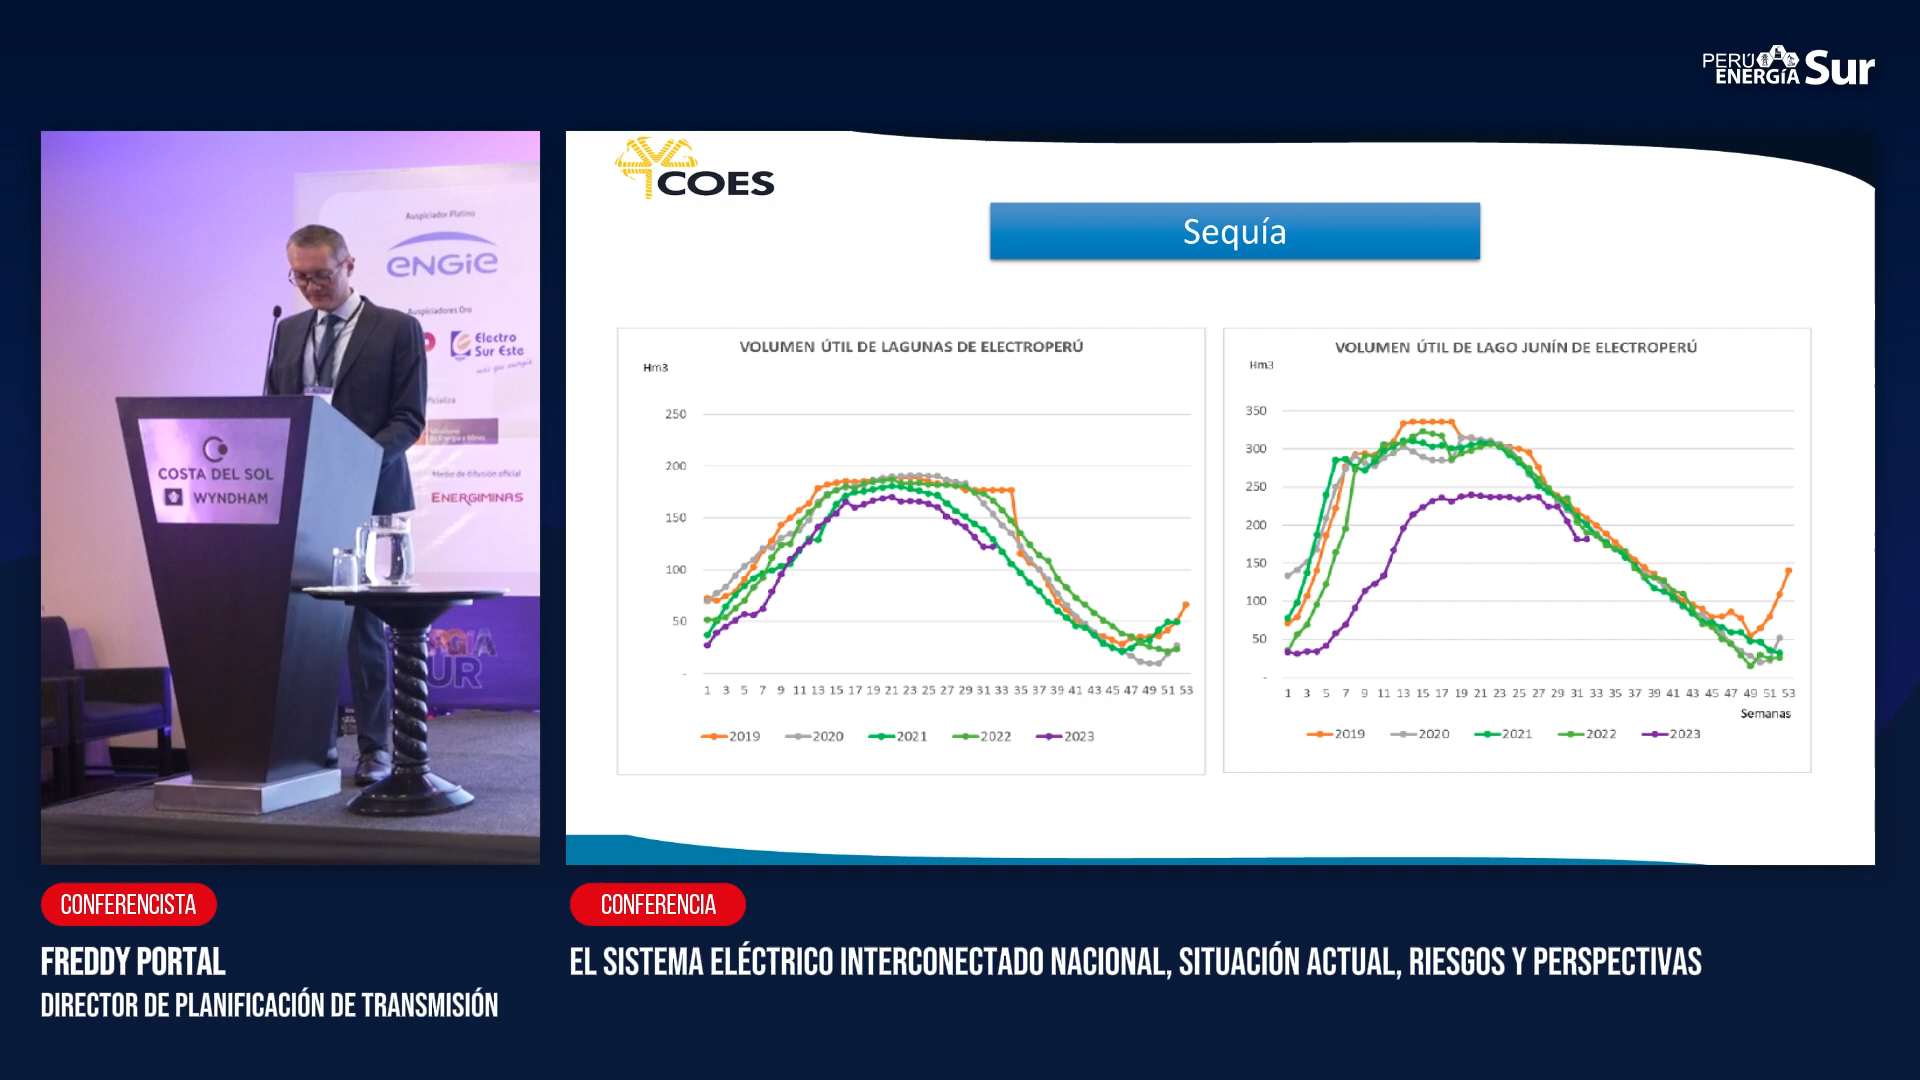 PERÚ
ENERGÍA Sur
Auspiciador Platino
ENGIE
Auspiciadores Oro
Electro
Sur Este
más que energía
COSTA DEL SOL
WYNDHAM
Medio de difusión oficial
ENERGIMINAS
COES
Sequía
VOLUMEN ÚTIL DE LAGUNAS DE ELECTROPERÚ
Hm3
250
200
150
100
50
-
1 3 5 7 9 11 13 15 17 19 21 23 25 27 29 31 33 35 37 39 41 43 45 47 49 51 53
2019 2020 2021 2022 2023
VOLUMEN ÚTIL DE LAGO JUNÍN DE ELECTROPERÚ
Hm3
350
300
250
200
150
100
50
-
1 3 5 7 9 11 13 15 17 19 21 23 25 27 29 31 33 35 37 39 41 43 45 47 49 51 53
Semanas
2019 2020 2021 2022 2023
CONFERENCISTA
FREDDY PORTAL
DIRECTOR DE PLANIFICACIÓN DE TRANSMISIÓN
CONFERENCIA
EL SISTEMA ELÉCTRICO INTERCONECTADO NACIONAL, SITUACIÓN ACTUAL, RIESGOS Y PERSPECTIVAS